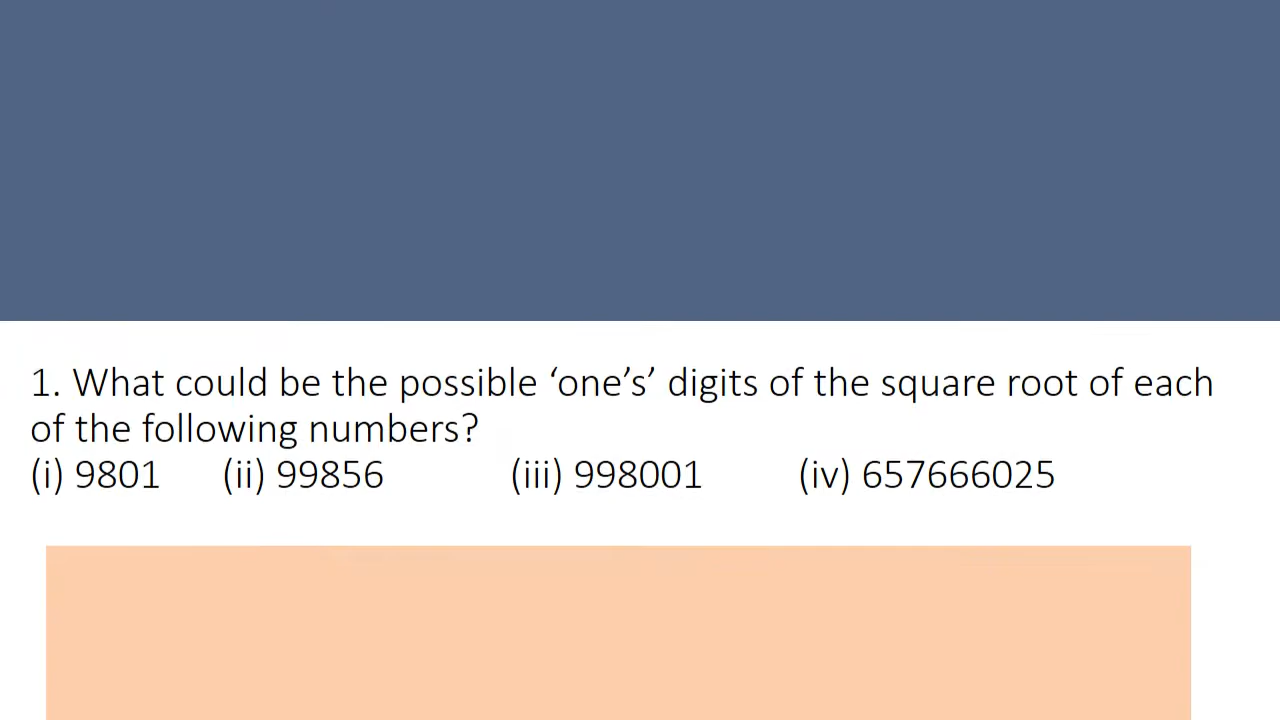 1. What could be the possible ‘one’s’ digits of the square root of each
of the following numbers?
(i) 9801 (ii) 99856 (iii) 998001 (iv) 657666025